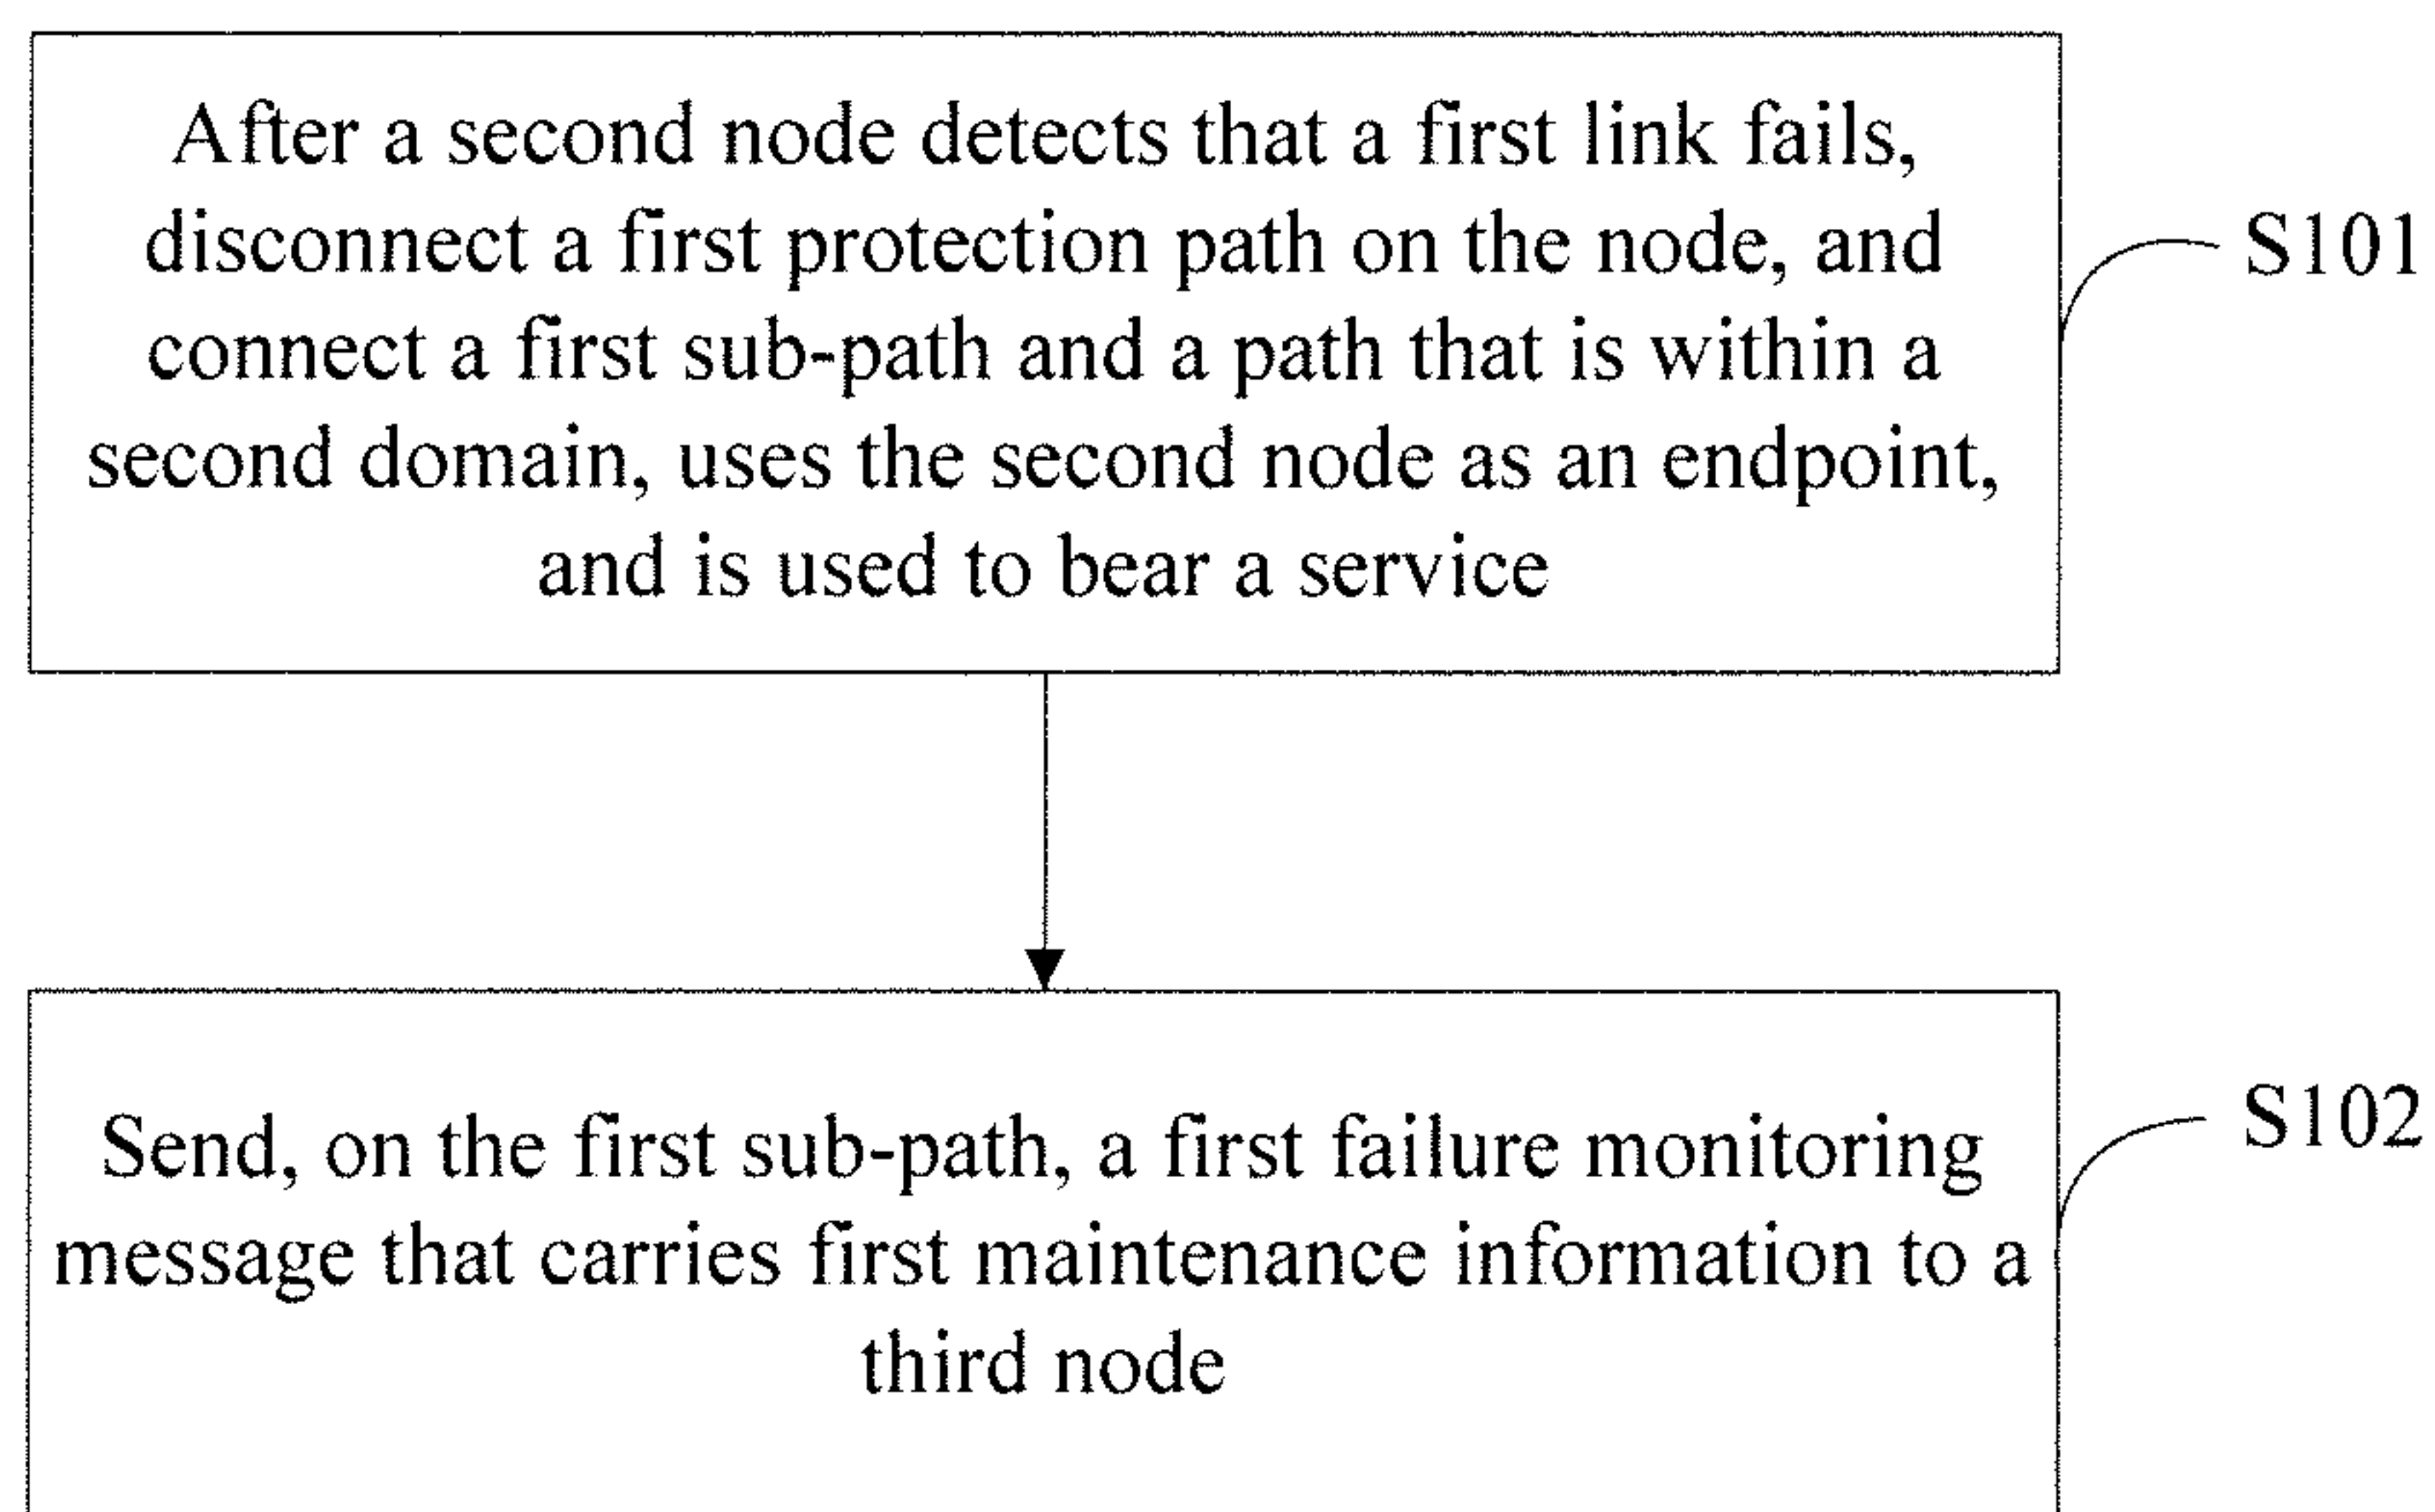 After a second node detects that a first link fails,
disconnect a first protection path on the node, and
connect a first sub-path and a path that is within a
second domain, uses the second node as an endpoint,
and is used to bear a service
S101
Send, on the first sub-path, a first failure monitoring
message that carries first maintenance information to a
third node
S102